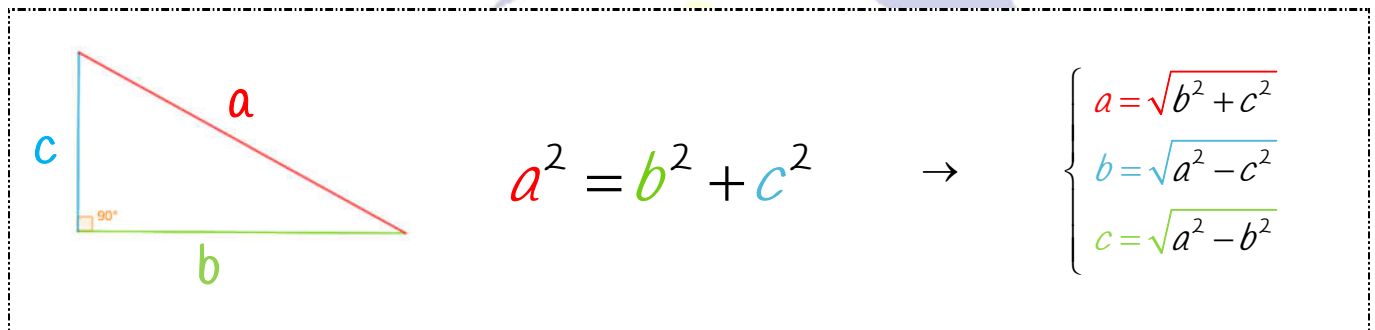 a
c
90°
b
a² = b² + c²
→
a = √(b² + c²)
b = √(a² − c²)
c = √(a² − b²)